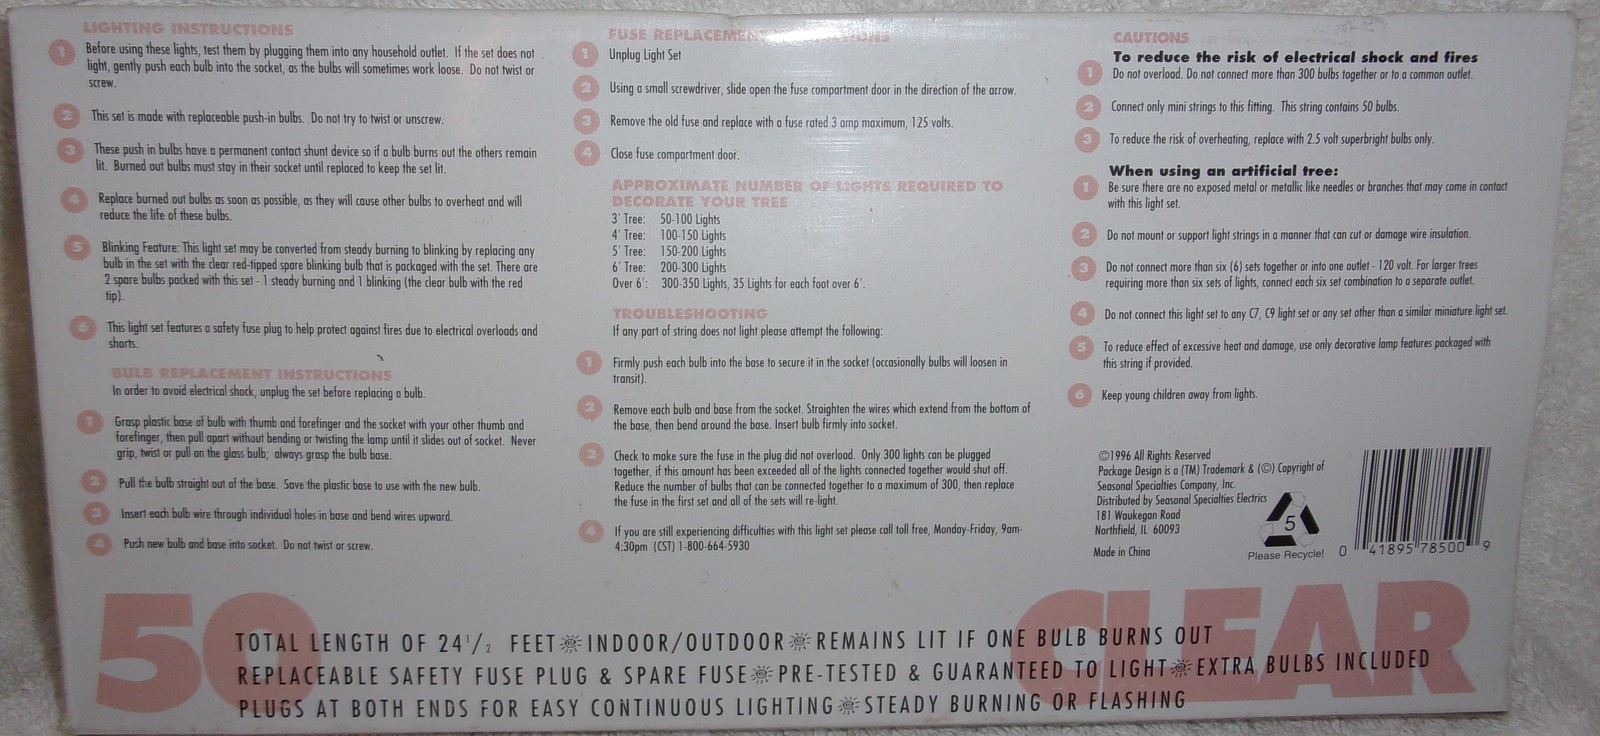 LIGHTING INSTRUCTIONS
1 Before using these lights, test them by plugging them into any household outlet. If the set does not
light, gently push each bulb into the socket, as the bulbs will sometimes work loose. Do not twist or
screw.
2 This set is made with replaceable push-in bulbs. Do not try to twist or unscrew.
3 These push in bulbs have a permanent contact shunt device so if a bulb burns out the others remain
lit. Burned out bulbs must stay in their socket until replaced to keep the set lit.
4 Replace burned out bulbs as soon as possible, as they will cause other bulbs to overheat and will
reduce the life of these bulbs.
5 Blinking Feature: This light set may be converted from steady burning to blinking by replacing any
bulb in the set with the clear red-tipped spare blinking bulb that is packaged with the set. There are
2 spare bulbs packed with this set - 1 steady burning and 1 blinking (the clear bulb with the red
tip).
6 This light set features a safety fuse plug to help protect against fires due to electrical overloads and
shorts.
BULB REPLACEMENT INSTRUCTIONS
In order to avoid electrical shock, unplug the set before replacing a bulb.
1 Grasp plastic base of bulb with thumb and forefinger and the socket with your other thumb and
forefinger, then pull apart without bending or twisting the lamp until it slides out of socket. Never
grip, twist or pull on the glass bulb; always grasp the bulb base.
2 Pull the bulb straight out of the base. Save the plastic base to use with the new bulb.
3 Insert each bulb wire through individual holes in base and bend wires upward.
4 Push new bulb and base into socket. Do not twist or screw.
FUSE REPLACEMENT
1 Unplug Light Set
2 Using a small screwdriver, slide open the fuse compartment door in the direction of the arrow.
3 Remove the old fuse and replace with a fuse rated 3 amp maximum, 125 volts.
4 Close fuse compartment door.
APPROXIMATE NUMBER OF LIGHTS REQUIRED TO
DECORATE YOUR TREE
3' Tree: 50-100 Lights
4' Tree: 100-150 Lights
5' Tree: 150-200 Lights
6' Tree: 200-300 Lights
Over 6': 300-350 Lights, 35 Lights for each foot over 6'.
TROUBLESHOOTING
If any part of string does not light please attempt the following:
1 Firmly push each bulb into the base to secure it in the socket (occasionally bulbs will loosen in
transit).
2 Remove each bulb and base from the socket. Straighten the wires which extend from the bottom of
the base, then bend around the base. Insert bulb firmly into socket.
3 Check to make sure the fuse in the plug did not overload. Only 300 lights can be plugged
together, if this amount has been exceeded all of the lights connected together would shut off.
Reduce the number of bulbs that can be connected together to a maximum of 300, then replace
the fuse in the first set and all of the sets will re-light.
4 If you are still experiencing difficulties with this light set please call toll free, Monday-Friday, 9am-
4:30pm (CST) 1-800-664-5930
CAUTIONS
To reduce the risk of electrical shock and fires
1 Do not overload. Do not connect more than 300 bulbs together or to a common outlet.
2 Connect only mini strings to this fitting. This string contains 50 bulbs.
3 To reduce the risk of overheating, replace with 2.5 volt superbright bulbs only.
When using an artificial tree:
1 Be sure there are no exposed metal or metallic like needles or branches that may come in contact
with this light set.
2 Do not mount or support light strings in a manner that can cut or damage wire insulation.
3 Do not connect more than six (6) sets together or into one outlet - 120 volt. For larger trees
requiring more than six sets of lights, connect each six set combination to a separate outlet.
4 Do not connect this light set to any C7, C9 light set or any set other than a similar miniature light set.
5 To reduce effect of excessive heat and damage, use only decorative lamp features packaged with
this string if provided.
6 Keep young children away from lights.
©1996 All Rights Reserved
Package Design is a (TM) Trademark & (©) Copyright of
Seasonal Specialties Company, Inc.
Distributed by Seasonal Specialties Electrics
181 Waukegan Road
Northfield, IL 60093
Made in China
5
Please Recycle!
0 41895 78500 9
50 CLEAR
TOTAL LENGTH OF 24 1/2 FEET INDOOR/OUTDOOR REMAINS LIT IF ONE BULB BURNS OUT
REPLACEABLE SAFETY FUSE PLUG & SPARE FUSE PRE-TESTED & GUARANTEED TO LIGHT EXTRA BULBS INCLUDED
PLUGS AT BOTH ENDS FOR EASY CONTINUOUS LIGHTING STEADY BURNING OR FLASHING